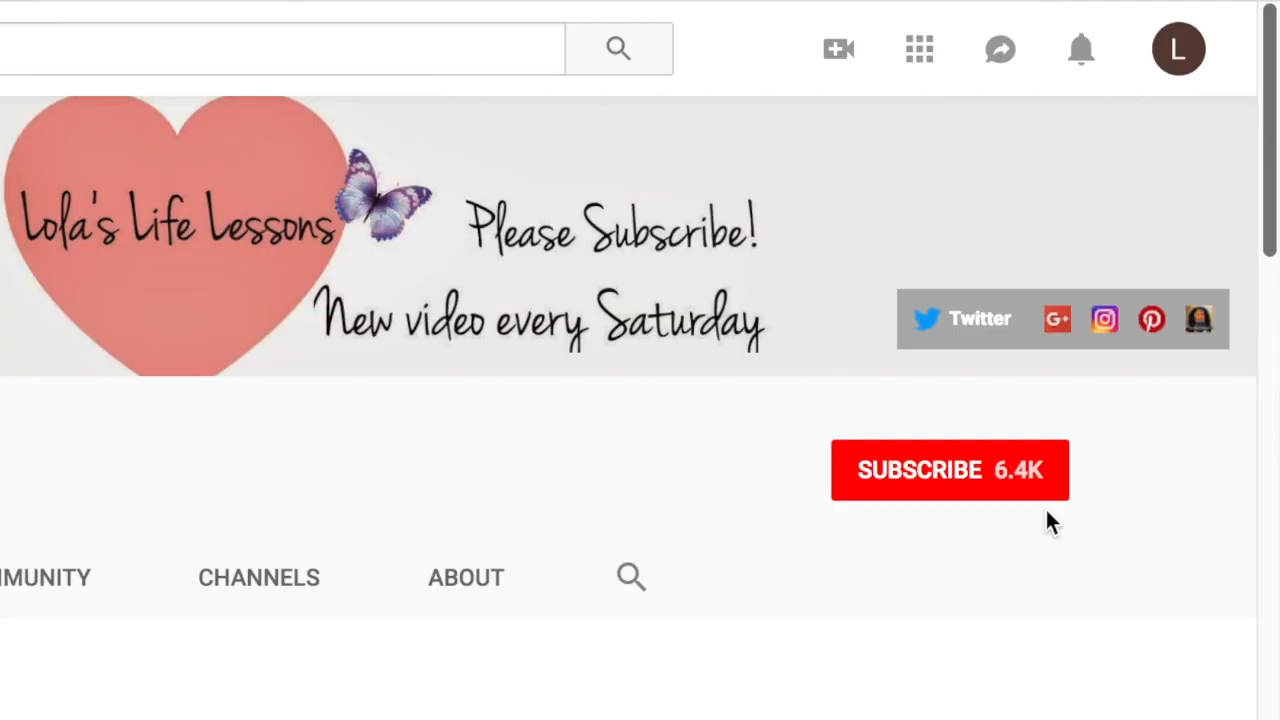 L
Lola's Life Lessons
Please Subscribe!
New video every Saturday
Twitter
G+
SUBSCRIBE 6.4K
MUNITY
CHANNELS
ABOUT